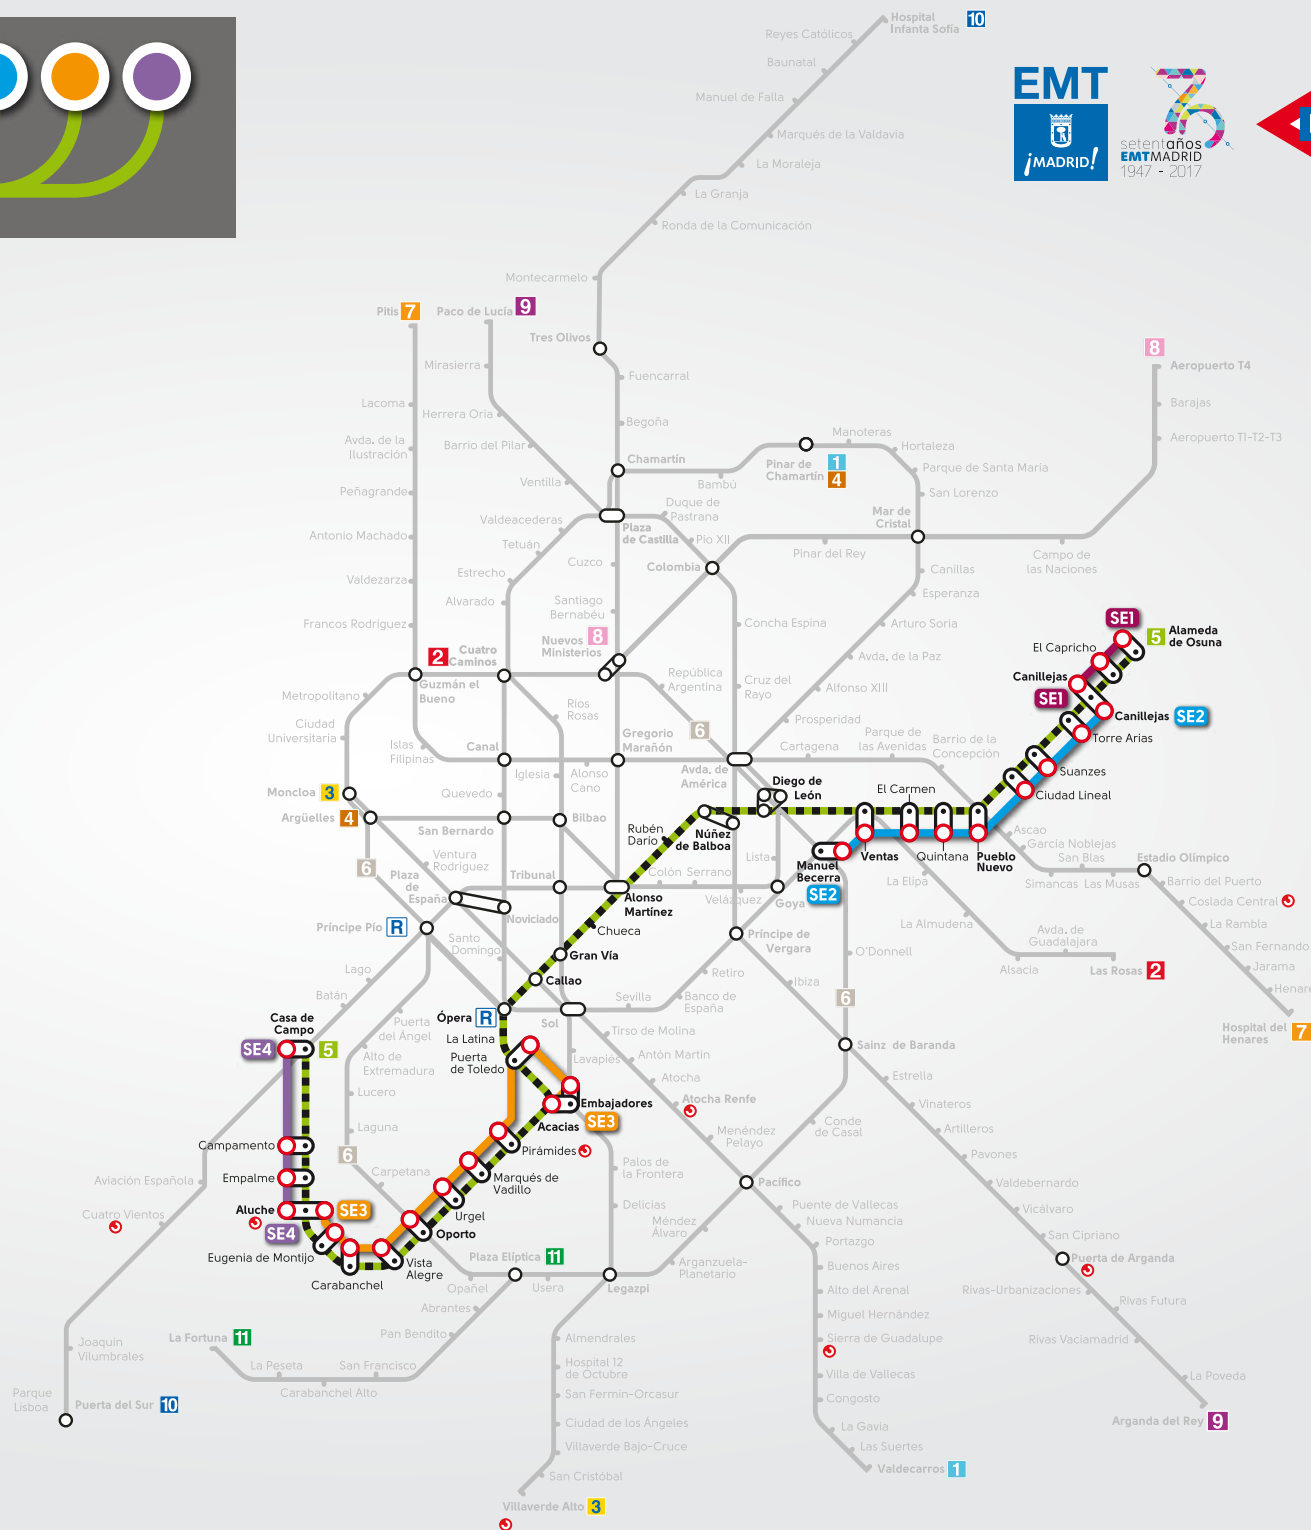 Hospital
Infanta Sofía
10
Reyes Católicos
Baunatal
Manuel de Falla
Marqués de la Valdavia
La Moraleja
La Granja
Ronda de la Comunicación
Montecarmelo
EMT
¡MADRID!
setentaños
EMTMADRID
1947 - 2017
Pitis
7
Paco de Lucía
9
Tres Olivos
Mirasierra
Fuencarral
8
Aeropuerto T4
Lacoma
Herrera Oria
Begoña
Barajas
Avda. de la
Ilustración
Barrio del Pilar
Manoteras
Hortaleza
Aeropuerto T1-T2-T3
Chamartín
Pinar de
Chamartín
1
4
Parque de Santa María
Ventilla
Bambú
Peñagrande
San Lorenzo
Duque de
Pastrana
Mar de
Cristal
Valdeacederas
Plaza
de Castilla
Pío XII
Antonio Machado
Tetuán
Pinar del Rey
Campo de
las Naciones
Cuzco
Colombia
Valdezarza
Estrecho
Canillas
Alvarado
Santiago
Bernabéu
Esperanza
Francos Rodríguez
Concha Espina
Arturo Soria
SE1
5
Alameda
de Osuna
Nuevos
Ministerios
8
2
Cuatro
Caminos
El Capricho
Avda. de la Paz
Guzmán el
Bueno
República
Argentina
Cruz del
Rayo
Alfonso XIII
Canillejas
SE1
Metropolitano
Ríos
Rosas
Prosperidad
Canillejas
SE2
Ciudad
Universitaria
Islas
Filipinas
Canal
Gregorio
Marañón
6
Cartagena
Parque de
las Avenidas
Barrio de la
Concepción
Torre Arias
Iglesia
Alonso
Cano
Avda. de
América
Diego de
León
Suanzes
Moncloa
3
Quevedo
El Carmen
Ciudad Lineal
Argüelles
4
San Bernardo
Bilbao
Rubén
Darío
Núñez
de Balboa
Ascao
García Noblejas
Ventura
Rodríguez
Lista
Manuel
Becerra
SE2
Ventas
Quintana
Pueblo
Nuevo
San Blas
Estadio Olímpico
6
Plaza
de
España
Tribunal
Colón
Serrano
Velázquez
Goya
La Elipa
Simancas
Las Musas
Barrio del Puerto
Coslada Central
Noviciado
Alonso
Martínez
La Almudena
La Rambla
Príncipe Pío
R
Chueca
Príncipe de
Vergara
Avda. de
Guadalajara
San Fernando
Santo
Domingo
Gran Vía
O'Donnell
Alsacia
Las Rosas
2
Jarama
Lago
Callao
Retiro
Ibiza
6
Batán
Sevilla
Banco de
España
Henare
Ópera
R
Sol
Casa de
Campo
Puerta
del Ángel
La Latina
Tirso de Molina
Hospital del
Henares
7
SE4
5
Puerta
de Toledo
Lavapiés
Antón Martín
Sainz de Baranda
Alto de
Extremadura
Atocha
Estrella
Lucero
Embajadores
SE3
Acacias
Atocha Renfe
Vinateros
Laguna
Menéndez
Pelayo
Conde
de Casal
Artilleros
Campamento
6
Pirámides
Pavones
Aviación Española
Empalme
Carpetana
Marqués de
Vadillo
Palos de
la Frontera
Pacífico
Valdebernardo
Cuatro Vientos
Aluche
SE3
SE4
Urgel
Delicias
Puente de Vallecas
Nueva Numancia
Vicálvaro
Oporto
Méndez
Álvaro
San Cipriano
Eugenia de Montijo
Vista
Alegre
Plaza Elíptica
11
Portazgo
Puerta de Arganda
Carabanchel
Opañel
Usera
Legazpi
Arganzuela-
Planetario
Buenos Aires
Rivas-Urbanizaciones
Abrantes
Alto del Arenal
Rivas Futura
Joaquín
Vilumbrales
La Fortuna
11
Pan Bendito
Miguel Hernández
La Peseta
San Francisco
Almendrales
Sierra de Guadalupe
Rivas Vaciamadrid
Parque
Lisboa
Puerta del Sur
10
Carabanchel Alto
Hospital 12
de Octubre
Villa de Vallecas
La Poveda
San Fermín-Orcasur
Congosto
Arganda del Rey
9
Ciudad de los Ángeles
La Gavia
Villaverde Bajo-Cruce
Las Suertes
San Cristóbal
Valdecarros
1
Villaverde Alto
3